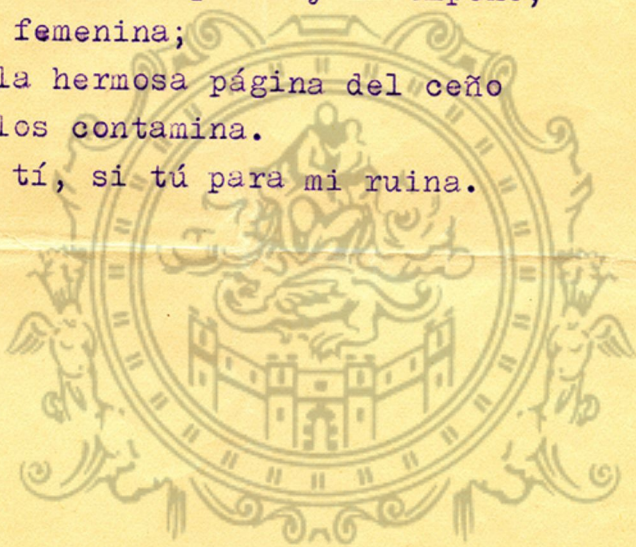 femenina;
la hermosa página del ceño
los contamina.
tí, si tú para mi ruina.